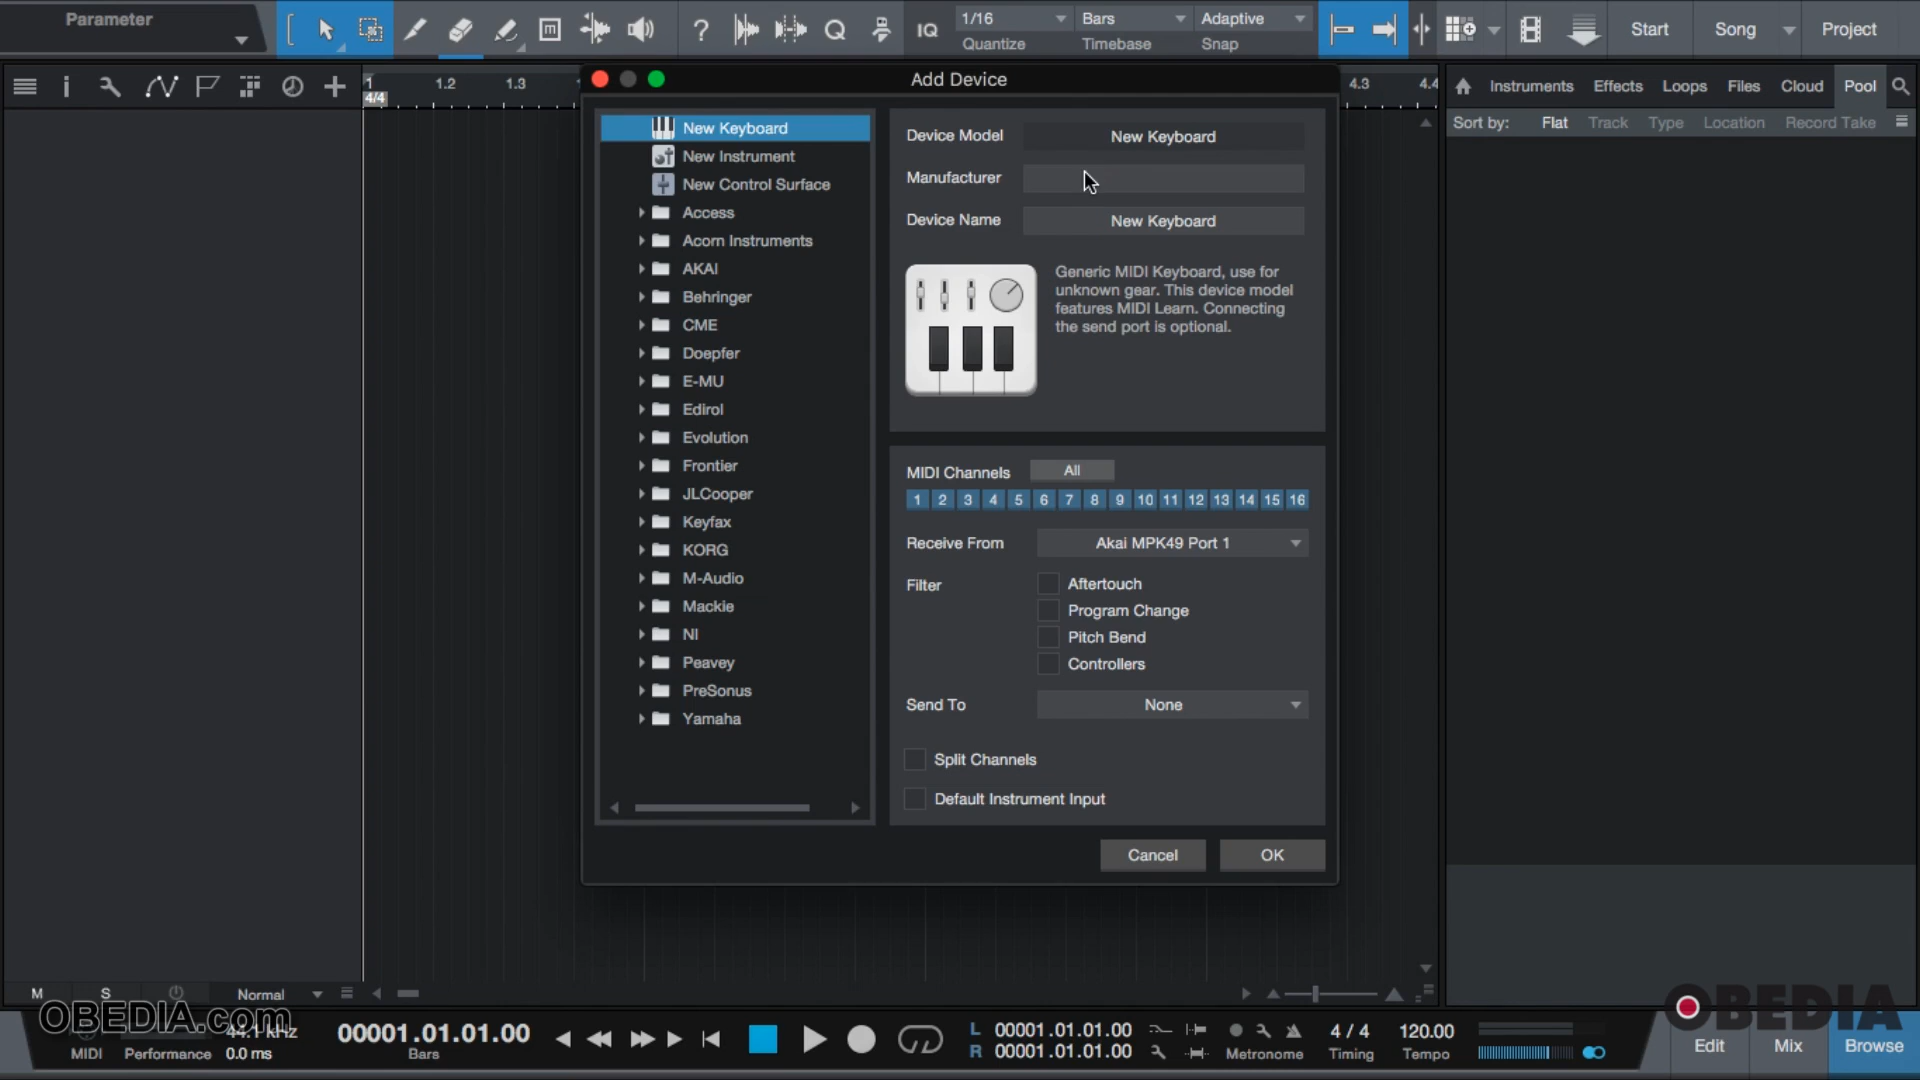 Parameter
1/16
Quantize
Bars
Timebase
Adaptive
Snap
IQ
Start
Song
Project
1
4/4
1.2
1.3
4.3
4.4
Add Device
Instruments
Effects
Loops
Files
Cloud
Pool
Sort by:
Flat
Track
Type
Location
Record Take
New Keyboard
New Instrument
New Control Surface
Access
Acorn Instruments
AKAI
Behringer
CME
Doepfer
E-MU
Edirol
Evolution
Frontier
JLCooper
Keyfax
KORG
M-Audio
Mackie
NI
Peavey
PreSonus
Yamaha
Device Model New Keyboard
Manufacturer
Device Name New Keyboard
Generic MIDI Keyboard, use for
unknown gear. This device model
features MIDI Learn. Connecting
the send port is optional.
MIDI Channels All
1 2 3 4 5 6 7 8 9 10 11 12 13 14 15 16
Receive From Akai MPK49 Port 1
Filter Aftertouch
Program Change
Pitch Bend
Controllers
Send To None
Split Channels
Default Instrument Input
Cancel OK
M S Normal
OBEDIA.com
44.1 kHz
MIDI Performance 0.0 ms
00001.01.01.00
Bars
L 00001.01.01.00
R 00001.01.01.00
Metronome
4 / 4
Timing
120.00
Tempo
OBEDIA
Edit Mix Browse